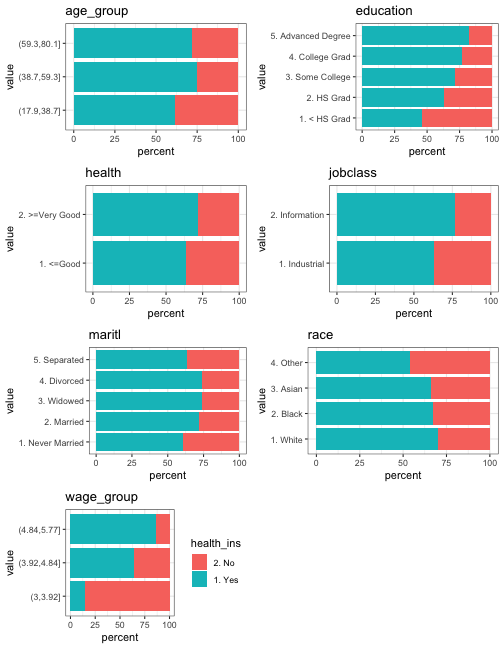 age_group
value
(59.3,80.1]
(38.7,59.3]
(17.9,38.7]
0 25 50 75 100
percent
education
value
5. Advanced Degree
4. College Grad
3. Some College
2. HS Grad
1. < HS Grad
0 25 50 75 100
percent
health
value
2. >=Very Good
1. <=Good
0 25 50 75 100
percent
jobclass
value
2. Information
1. Industrial
0 25 50 75 100
percent
maritl
value
5. Separated
4. Divorced
3. Widowed
2. Married
1. Never Married
0 25 50 75 100
percent
race
value
4. Other
3. Asian
2. Black
1. White
0 25 50 75 100
percent
wage_group
value
(4.84,5.77]
(3.92,4.84]
(3,3.92]
0 25 50 75 100
percent
health_ins
2. No
1. Yes